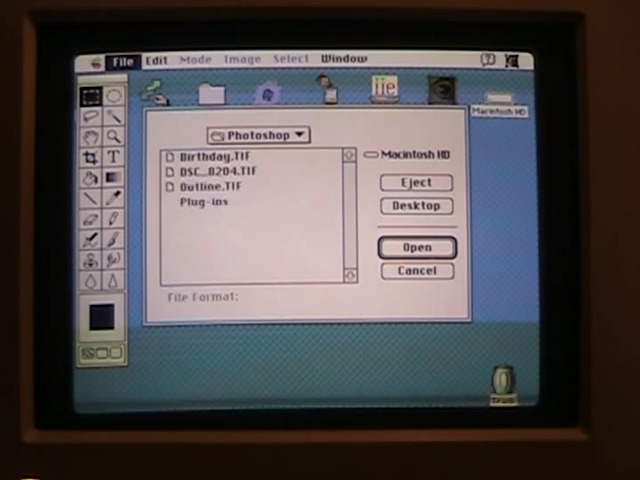 File Edit Mode Image Select Window
Macintosh HD
Photoshop
Birthday.TIF
DSC_0204.TIF
Outline.TIF
Plug-ins
Macintosh HD
Eject
Desktop
Open
Cancel
File Format:
Trash